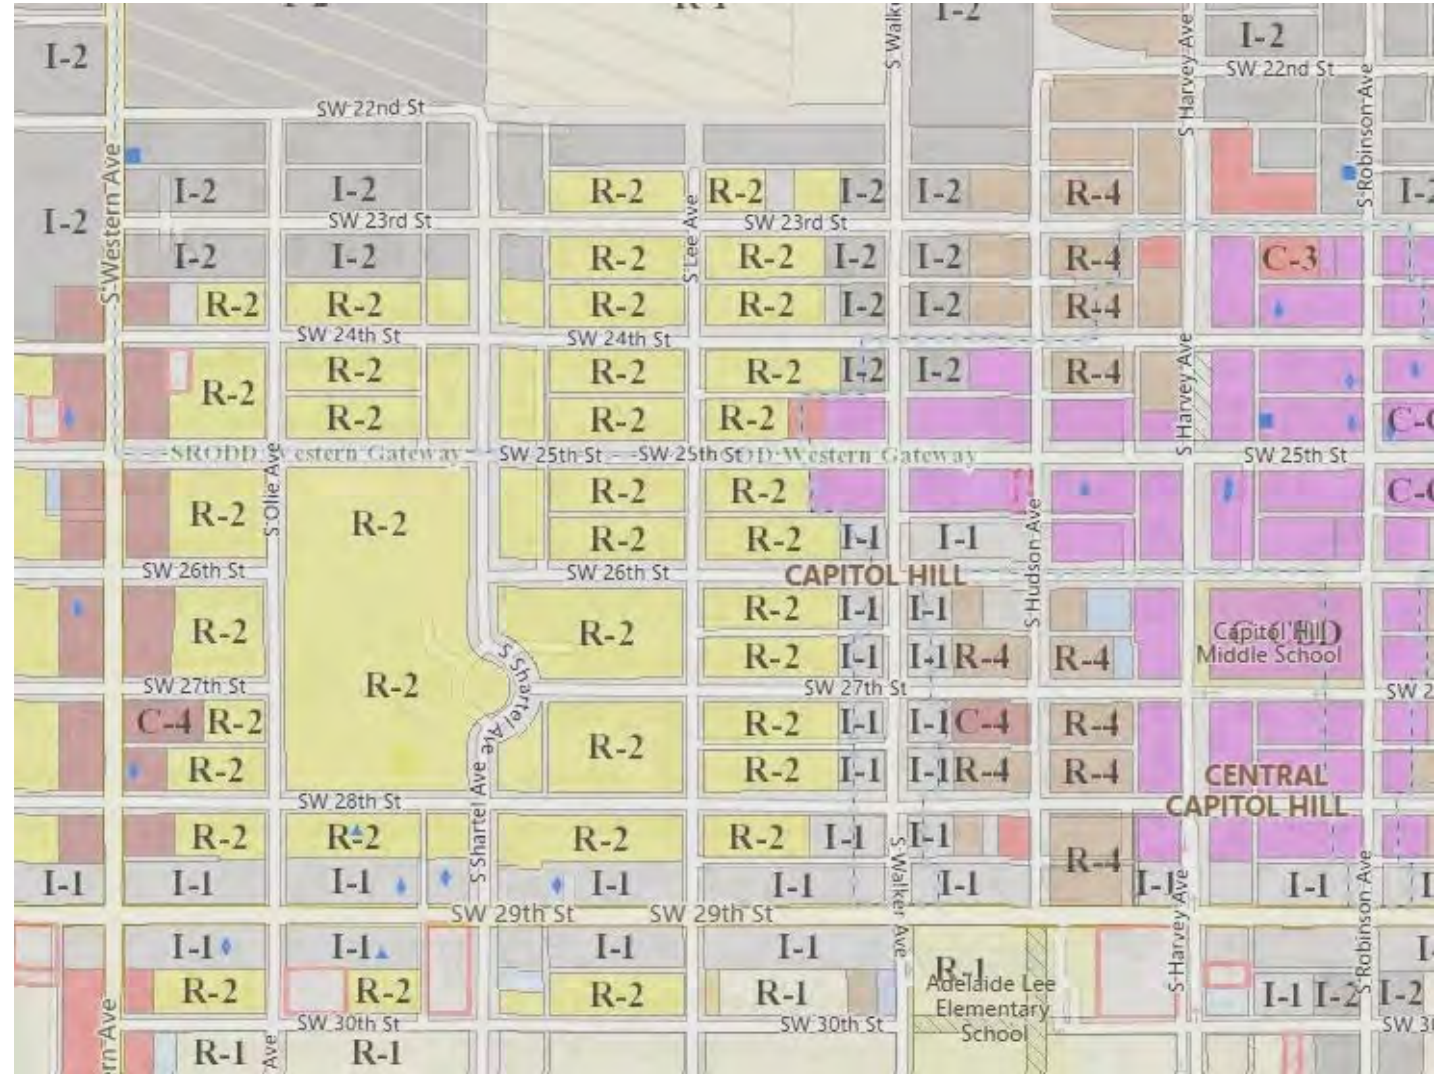 I-2
I-2
I-2
SW 22nd St
SW 22nd St
S Harvey Ave
S Robinson Ave
S Western Ave
I-2
I-2
I-2
R-2
R-2
I-2
I-2
R-4
SW 23rd St
SW 23rd St
S Lee Ave
I-2
I-2
R-2
R-2
I-2
I-2
R-4
C-3
R-2
R-2
R-2
R-2
I-2
I-2
R-4
SW 24th St
SW 24th St
S Harvey Ave
R-2
R-2
R-2
R-2
I-2
I-2
R-4
R-2
R-2
R-2
SRODD Western Gateway
SW 25th St
SW 25th St
OD Western Gateway
SW 25th St
S Olie Ave
R-2
R-2
R-2
R-2
R-2
R-2
I-1
I-1
S Hudson Ave
SW 26th St
SW 26th St
CAPITOL HILL
R-2
R-2
R-2
I-1
I-1
R-2
I-1
I-1
R-4
R-4
Capitol Hill
Middle School
S Shartel Ave
R-2
SW 27th St
SW 27th St
C-4
R-2
R-2
R-2
I-1
I-1
C-4
R-4
R-2
R-2
I-1
I-1
R-4
R-4
CENTRAL
CAPITOL HILL
SW 28th St
S Shartel Ave
R-2
R-2
R-2
R-2
I-1
I-1
S Walker Ave
R-4
I-1
I-1
I-1
I-1
I-1
I-1
I-1
I-1
S Harvey Ave
S Robinson Ave
SW 29th St
SW 29th St
I-1
I-1
I-1
I-1
R-1
R-2
R-2
R-2
R-1
Adelaide Lee
Elementary
School
I-1
I-2
I-2
SW 30th St
SW 30th St
R-1
R-1